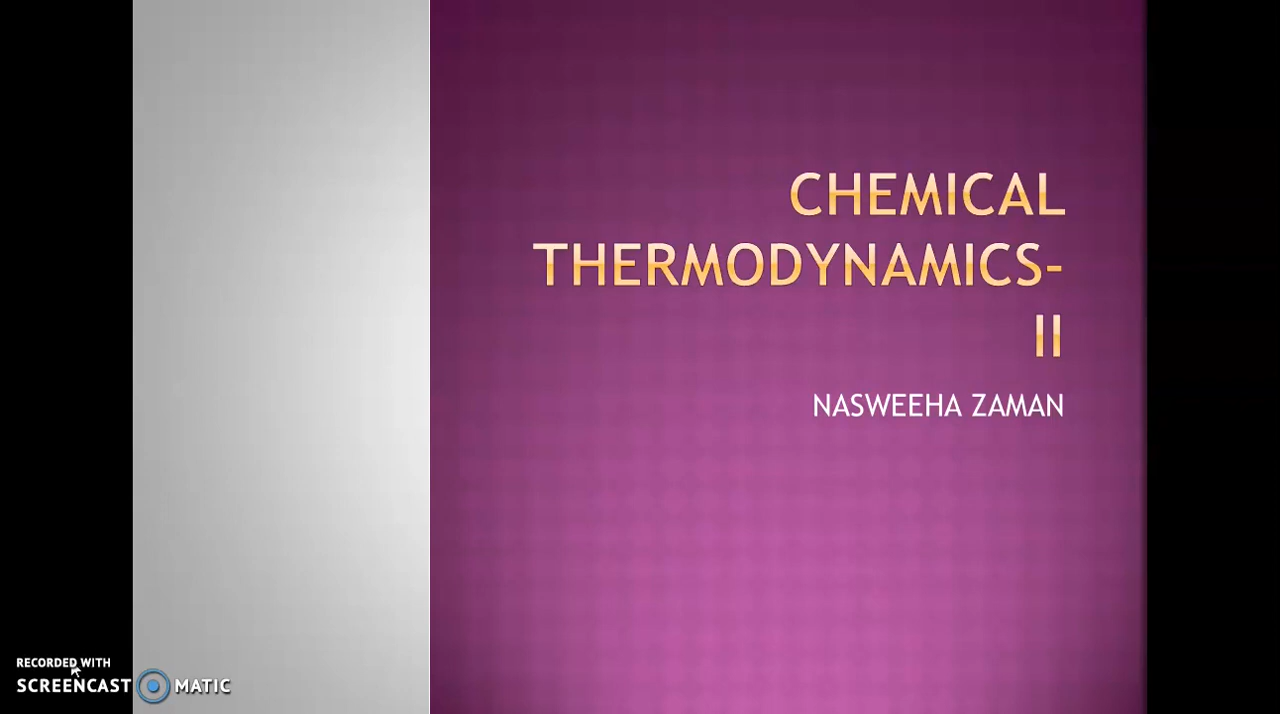 CHEMICAL
THERMODYNAMICS-
II
NASWEEHA ZAMAN
RECORDED WITH
SCREENCAST MATIC